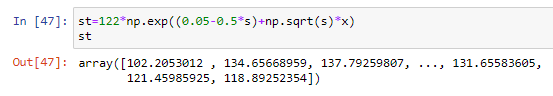 In [47]: st=122*np.exp((0.05-0.5*s)+np.sqrt(s)*x)
st
Out[47]: array([102.2053012 , 134.65668959, 137.79259807, ..., 131.65583605,
121.45985925, 118.89252354])